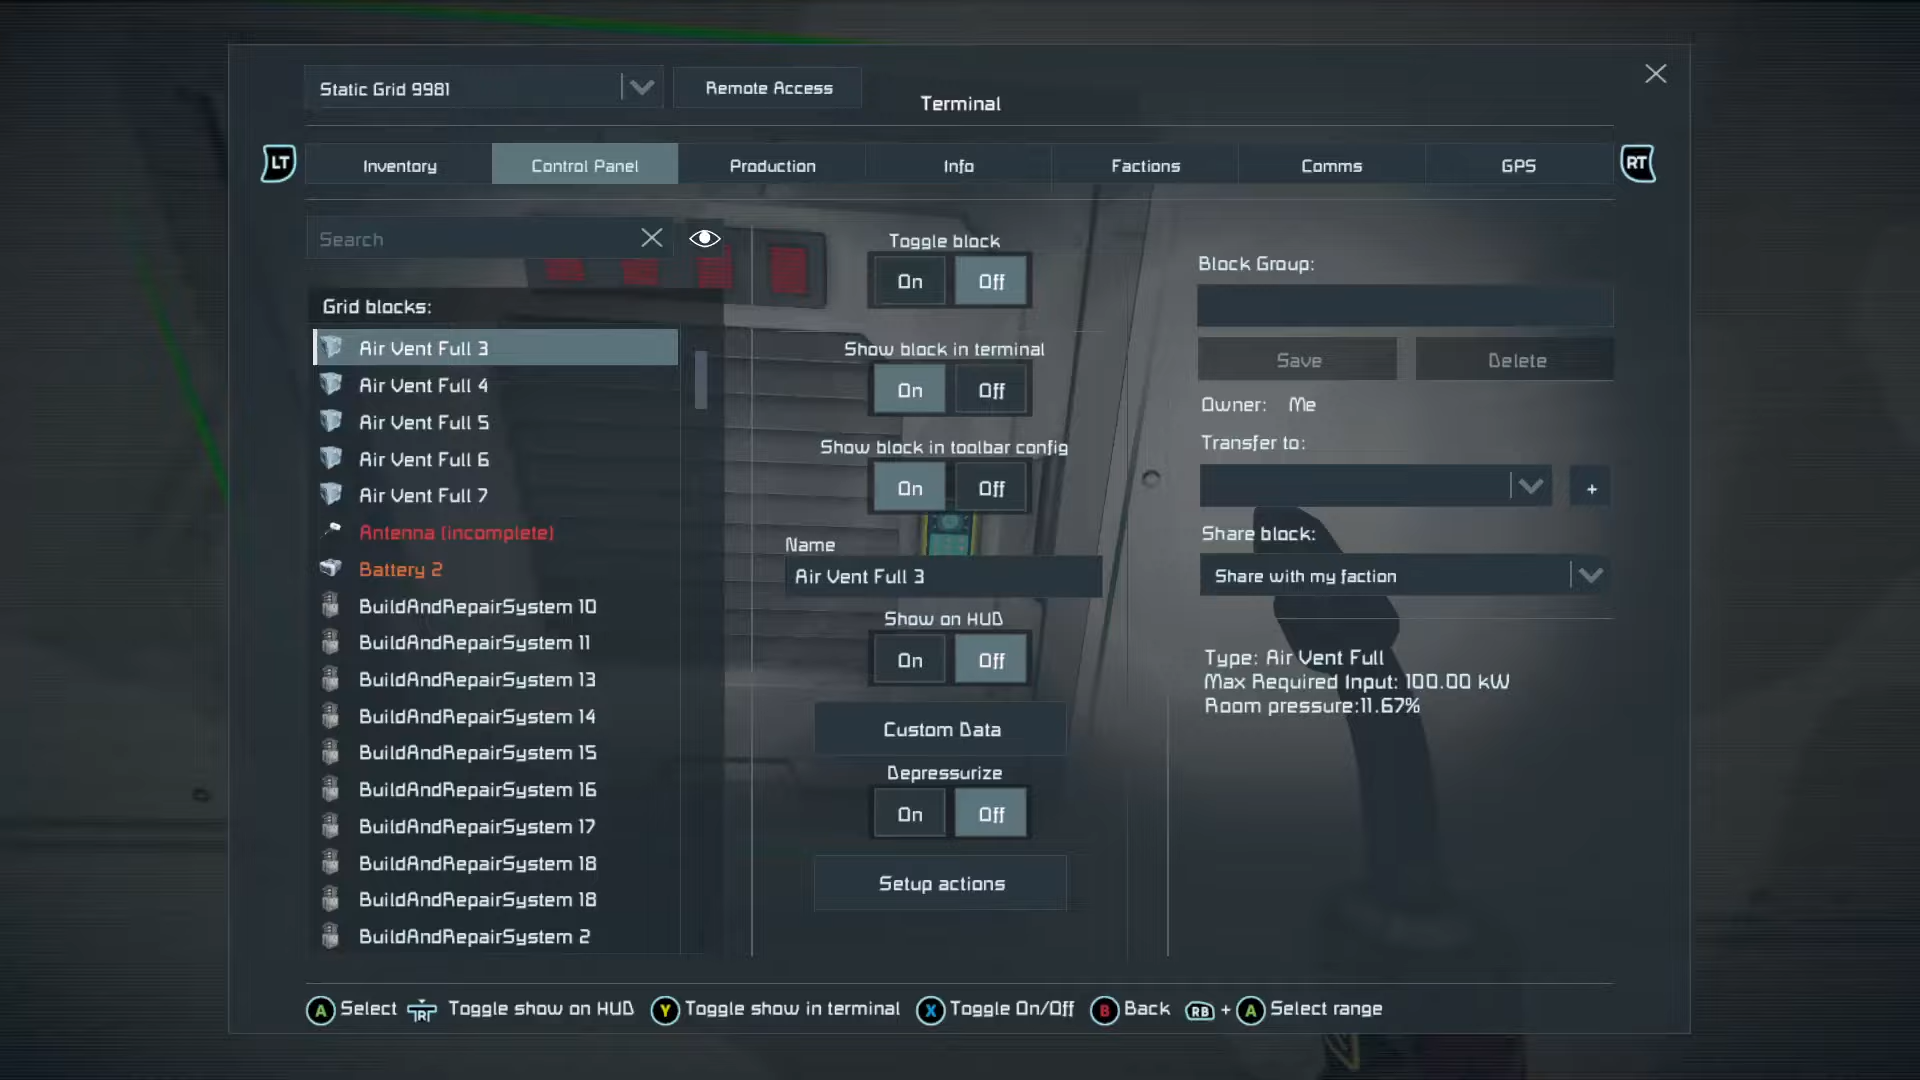 Static Grid 9981
Remote Access
Terminal
LT
Inventory
Control Panel
Production
Info
Factions
Comms
GPS
RT
Search
Grid blocks:
Air Vent Full 3
Air Vent Full 4
Air Vent Full 5
Air Vent Full 6
Air Vent Full 7
Antenna (incomplete)
Battery 2
BuildAndRepairSystem 10
BuildAndRepairSystem 11
BuildAndRepairSystem 13
BuildAndRepairSystem 14
BuildAndRepairSystem 15
BuildAndRepairSystem 16
BuildAndRepairSystem 17
BuildAndRepairSystem 18
BuildAndRepairSystem 18
BuildAndRepairSystem 2
Toggle block
On Off
Show block in terminal
On Off
Show block in toolbar config
On Off
Name
Air Vent Full 3
Show on HUD
On Off
Custom Data
Depressurize
On Off
Setup actions
Block Group:
Save Delete
Owner: Me
Transfer to:
+
Share block:
Share with my faction
Type: Air Vent Full
Max Required Input: 100.00 kW
Room pressure:11.67%
A Select R Toggle show on HUD Y Toggle show in terminal X Toggle On/Off B Back RB + A Select range